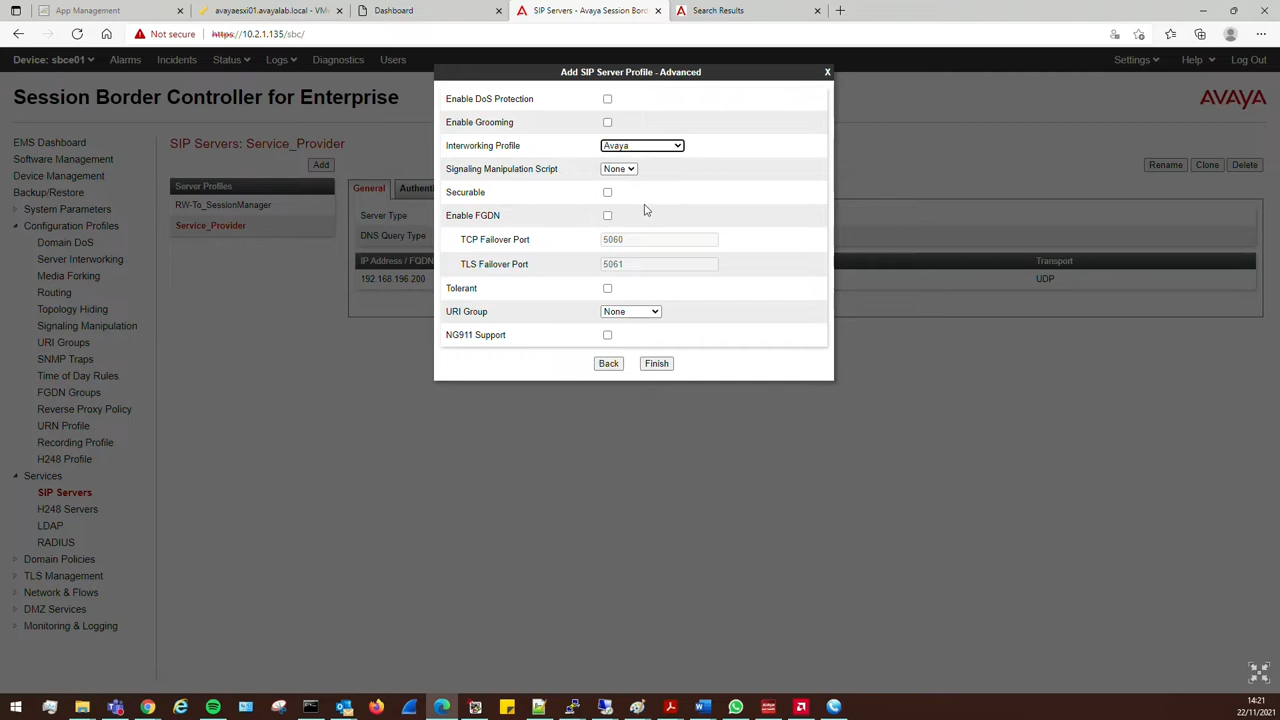 App Management
avayaesxi01.avayalab.local - VM
Dashboard
SIP Servers - Avaya Session Bord
Search Results
Not secure
https://10.2.1.135/sbc/
Device: sbce01
Alarms
Incidents
Status
Logs
Diagnostics
Users
Settings
Help
Log Out
Session Border Controller for Enterprise
AVAYA
EMS Dashboard
Software Management
Device Management
Backup/Restore
System Parameters
Configuration Profiles
Domain DoS
Server Interworking
Media Forking
Routing
Topology Hiding
Signaling Manipulation
URI Groups
SNMP Traps
Time of Day Rules
FGDN Groups
Reverse Proxy Policy
URN Profile
Recording Profile
H248 Profile
Services
SIP Servers
H248 Servers
LDAP
RADIUS
Domain Policies
TLS Management
Network & Flows
DMZ Services
Monitoring & Logging
SIP Servers: Service_Provider
Add
Rename
Clone
Delete
Server Profiles
RW-To_SessionManager
Service_Provider
General
Authenti
Server Type
DNS Query Type
IP Address / FQDN
Transport
192.168.196.200
UDP
Add SIP Server Profile - Advanced
X
Enable DoS Protection
Enable Grooming
Interworking Profile
Avaya
Signaling Manipulation Script
None
Securable
Enable FGDN
TCP Failover Port
5060
TLS Failover Port
5061
Tolerant
URI Group
None
NG911 Support
Back
Finish
14:21
22/11/2021